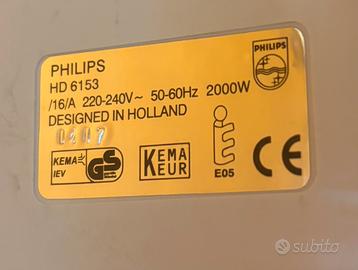 PHILIPS
PHILIPS
HD 6153
/16/A 220-240V~ 50-60Hz 2000W
DESIGNED IN HOLLAND
KEMA
IEV
GS
KEMA
KEUR
E05
CE
subito